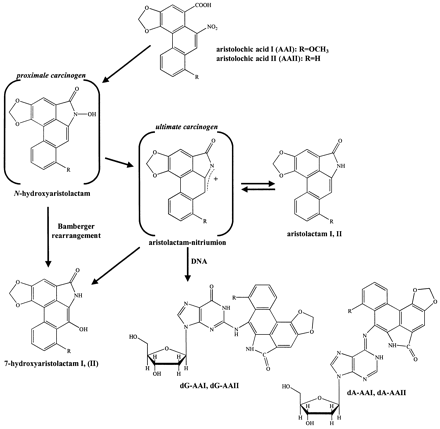 COOH
NO₂
R
aristolochic acid I (AAI): R=OCH₃
aristolochic acid II (AAII): R=H
proximale carcinogen
O
O
O
N-OH
R
N-hydroxyaristolactam
ultimate carcinogen
O
O
O
N
+
R
aristolactam-nitriumion
O
O
O
NH
R
aristolactam I, II
Bamberger
rearrangement
DNA
O
O
O
NH
OH
R
7-hydroxyaristolactam I, (II)
O
N
NH
N
N
N
H
R
O
O
NH
C
O
HO
O
OH
dG-AAI, dG-AAII
R
O
O
N
NH
C
O
N
NH
N
N
HO
O
OH
dA-AAI, dA-AAII